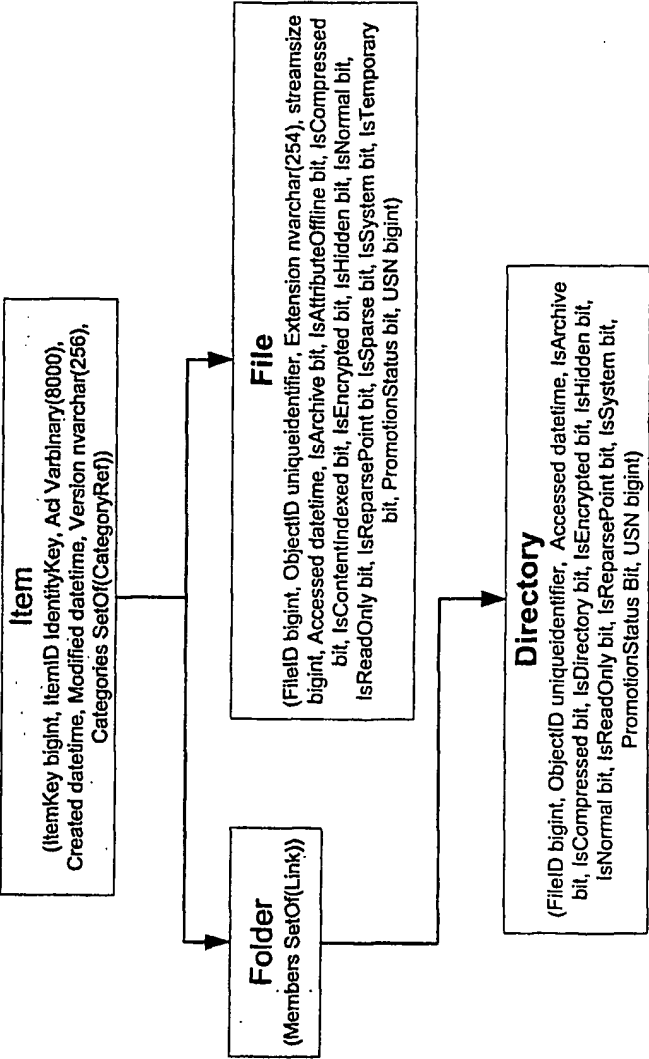 Item
(ItemKey bigInt, ItemID IdentityKey, Acl VarbInary(8000),
Created datetime, Modified datetime, Version nvarchar(256),
Categories SetOf(CategoryRef))
Folder
(Members SetOf(Link))
File
(FileID bigint, ObjectID uniqueidentifier, Extension nvarchar(254), streamsize
bigint, Accessed datetime, IsArchive bit, IsAttributeOffline bit, IsCompressed
bit, IsContentIndexed bit, IsEncrypted bit, IsHidden bit, IsNormal bit,
IsReadOnly bit, IsReparsePoint bit, IsSparse bit, IsSystem bit, IsTemporary
bit, PromotionStatus bit, USN bigint)
Directory
(FileID bigint, ObjectID uniqueidentifier, Accessed datetime, IsArchive
bit, IsCompressed bit, IsDirectory bit, IsEncrypted bit, IsHidden bit,
IsNormal bit, IsReadOnly bit, IsReparsePoint bit, IsSystem bit,
PromotionStatus Bit, USN bigint)